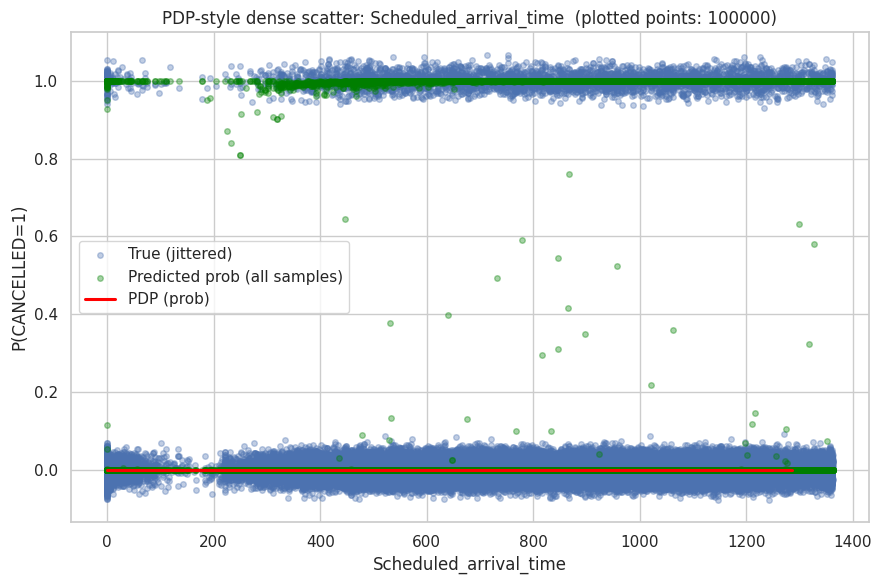 PDP-style dense scatter: Scheduled_arrival_time (plotted points: 100000)
P(CANCELLED=1)
1.0
0.8
0.6
0.4
0.2
0.0
True (jittered)
Predicted prob (all samples)
PDP (prob)
0 200 400 600 800 1000 1200 1400
Scheduled_arrival_time